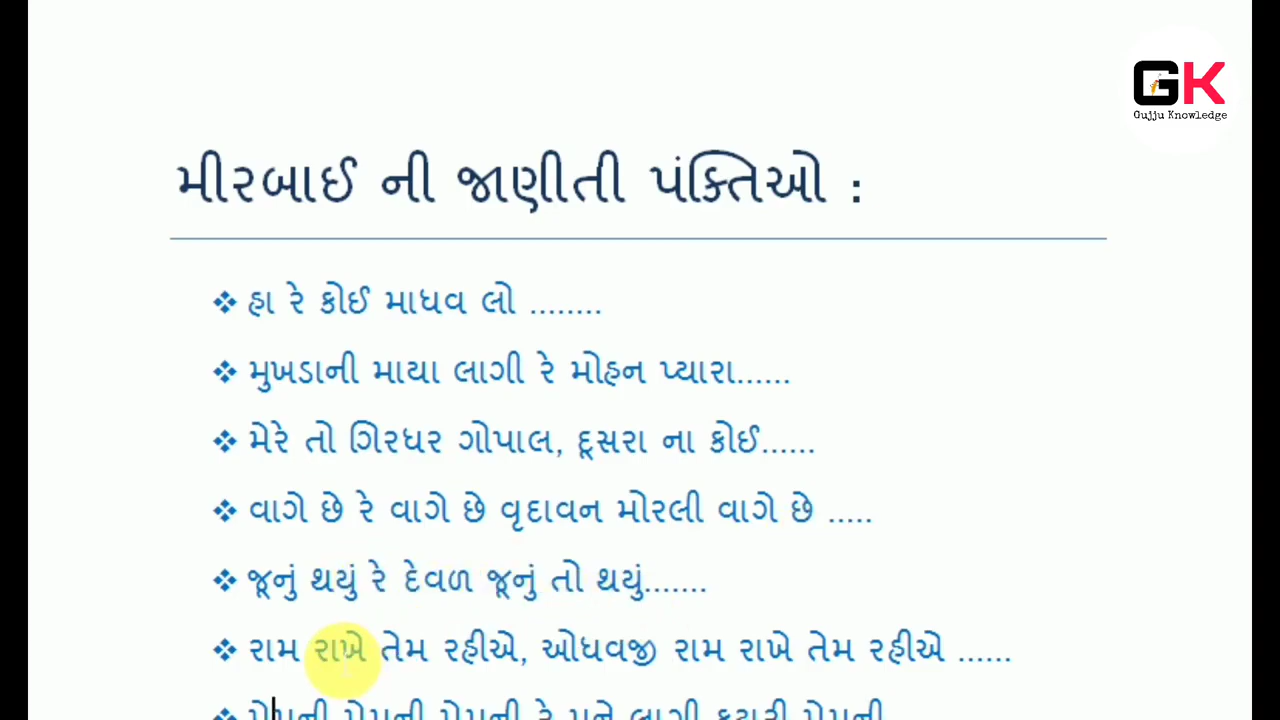 GK
Gujju Knowledge
મીરબાઈ ની જાણીતી પંક્તિઓ :
❖ હા રે કોઈ માધવ લો ........
❖ મુખડાની માયા લાગી રે મોહન પ્યારા......
❖ મેરે તો ગિરધર ગોપાલ, દૂસરા ના કોઈ......
❖ વાગે છે રે વાગે છે વૃદાવન મોરલી વાગે છે .....
❖ જૂનું થયું રે દેવળ જૂનું તો થયું.......
❖ રામ રાખે તેમ રહીએ, ઓધવજી રામ રાખે તેમ રહીએ ......